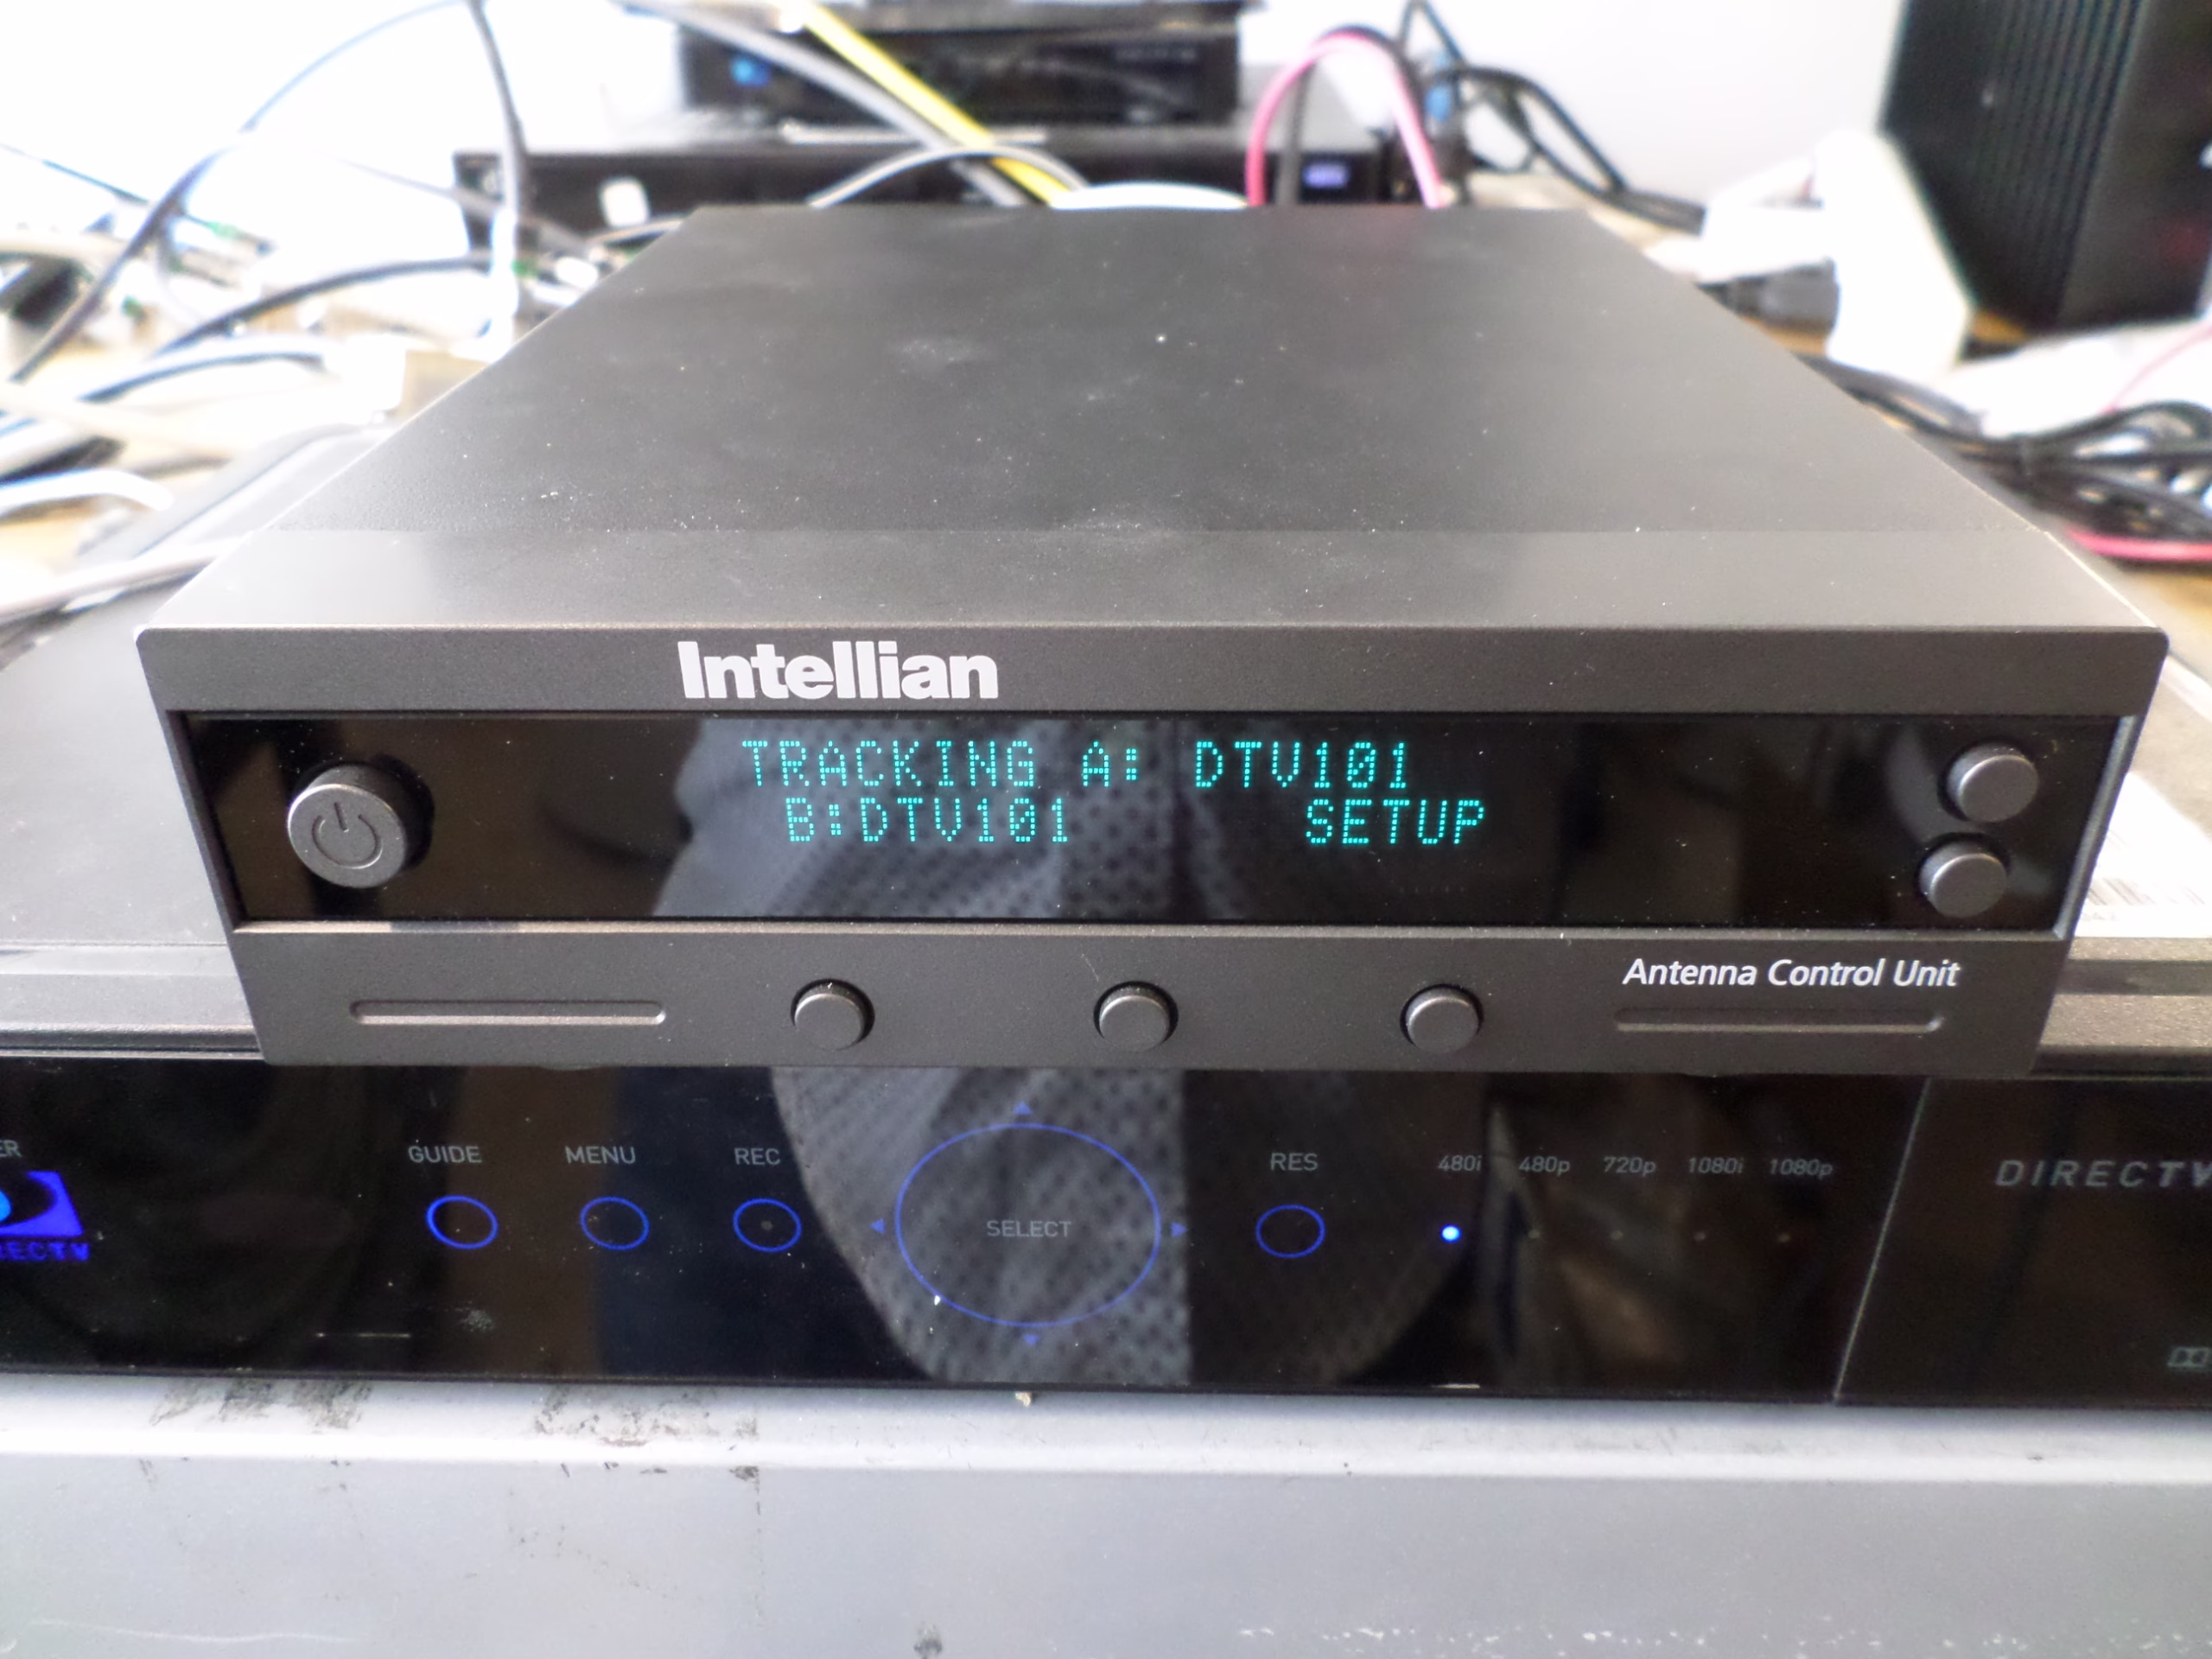 Intellian
TRACKING A: DTV101
B:DTV101 SETUP
Antenna Control Unit
GUIDE MENU REC SELECT RES 480i 480p 720p 1080i 1080p
DIRECTV